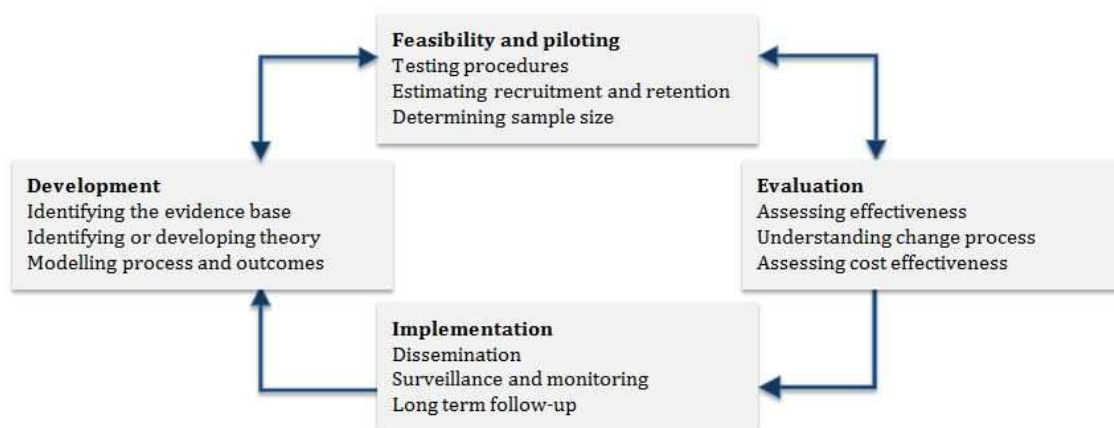 Feasibility and piloting
Testing procedures
Estimating recruitment and retention
Determining sample size
Development
Identifying the evidence base
Identifying or developing theory
Modelling process and outcomes
Evaluation
Assessing effectiveness
Understanding change process
Assessing cost effectiveness
Implementation
Dissemination
Surveillance and monitoring
Long term follow-up